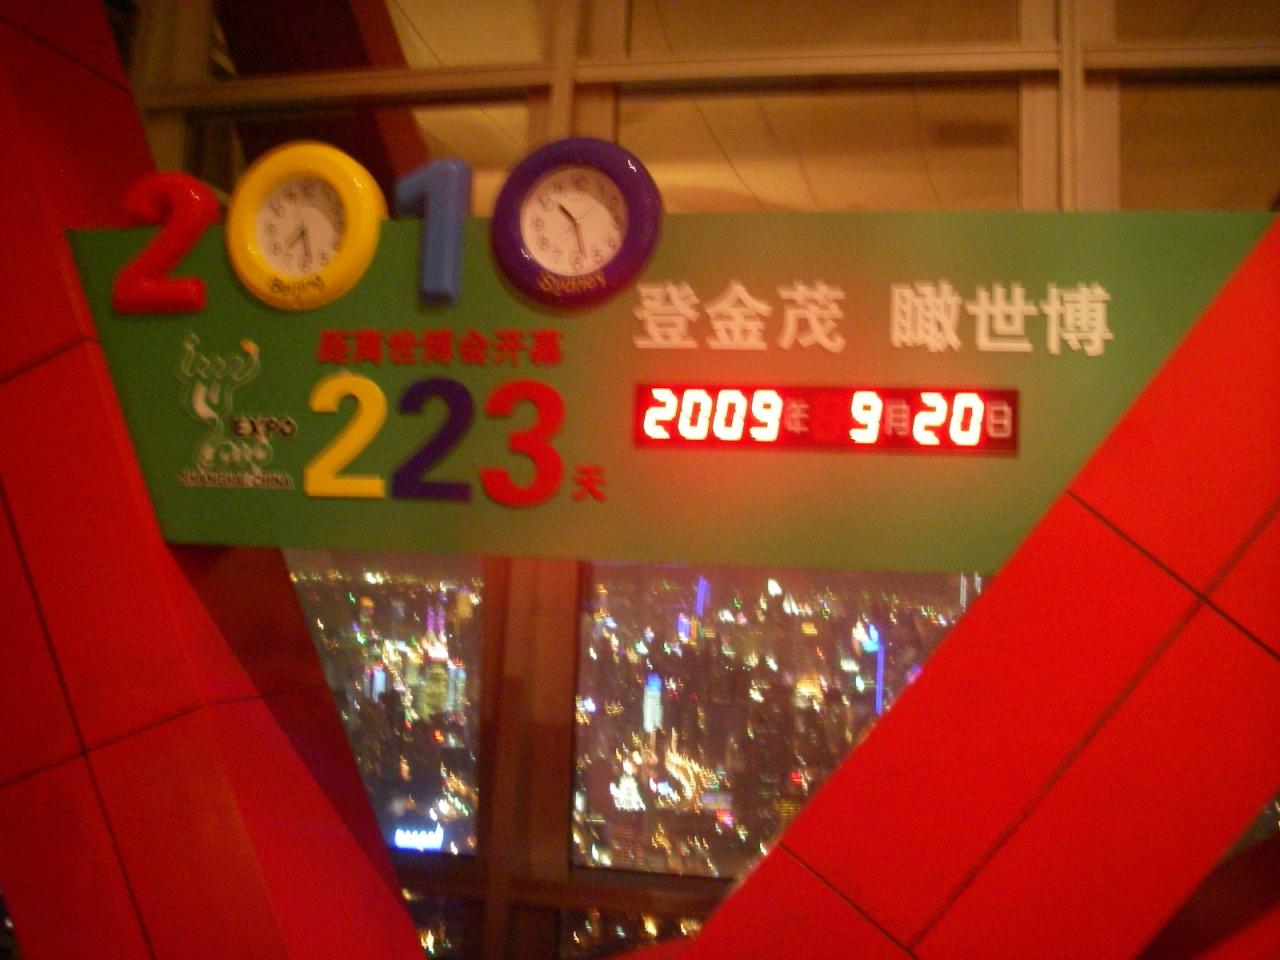 2010
Beijing
Sydney
登金茂 瞰世博
距离世博会开幕
223天
2009年 9月20日
EXPO
2010
SHANGHAI CHINA